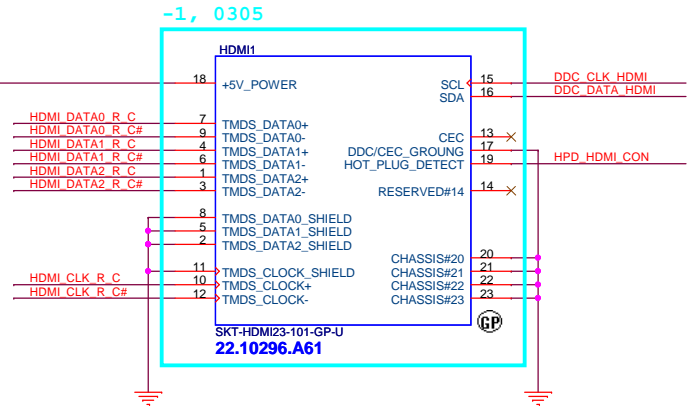 -1, 0305
HDMI1
18 +5V_POWER
SCL 15 DDC_CLK_HDMI
SDA 16 DDC_DATA_HDMI
HDMI_DATA0_R_C 7 TMDS_DATA0+
HDMI_DATA0_R_C# 9 TMDS_DATA0-
CEC 13
HDMI_DATA1_R_C 4 TMDS_DATA1+
DDC/CEC_GROUNG 17
HDMI_DATA1_R_C# 6 TMDS_DATA1-
HOT_PLUG_DETECT 19 HPD_HDMI_CON
HDMI_DATA2_R_C 1 TMDS_DATA2+
HDMI_DATA2_R_C# 3 TMDS_DATA2-
RESERVED#14 14
8 TMDS_DATA0_SHIELD
5 TMDS_DATA1_SHIELD
2 TMDS_DATA2_SHIELD
CHASSIS#20 20
11 TMDS_CLOCK_SHIELD
CHASSIS#21 21
HDMI_CLK_R_C 10 TMDS_CLOCK+
CHASSIS#22 22
HDMI_CLK_R_C# 12 TMDS_CLOCK-
CHASSIS#23 23
GP
SKT-HDMI23-101-GP-U
22.10296.A61